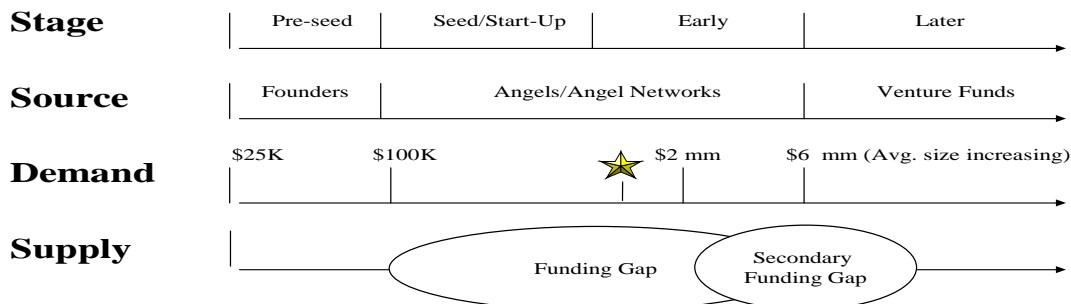 Stage
Pre-seed
Seed/Start-Up
Early
Later
Source
Founders
Angels/Angel Networks
Venture Funds
Demand
$25K
$100K
$2 mm
$6 mm (Avg. size increasing)
Supply
Funding Gap
Secondary
Funding Gap